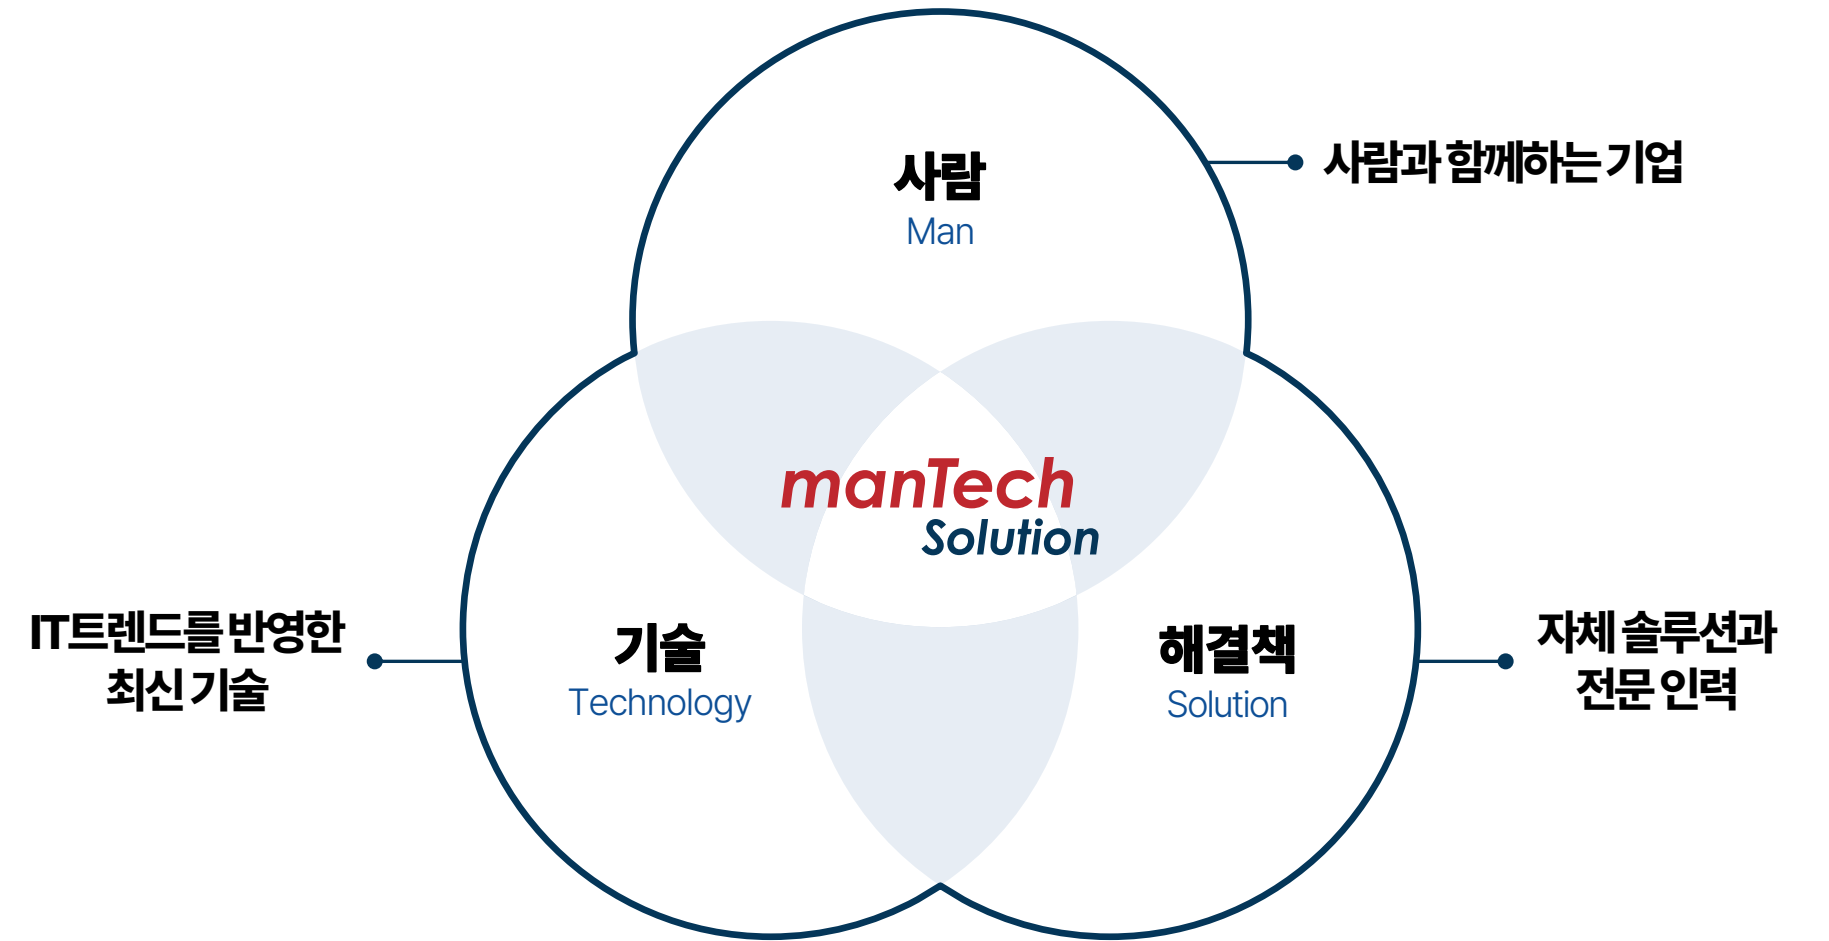 사람
Man
사람과 함께하는 기업
manTech
Solution
IT트렌드를 반영한
최신 기술
기술
Technology
해결책
Solution
자체 솔루션과
전문 인력